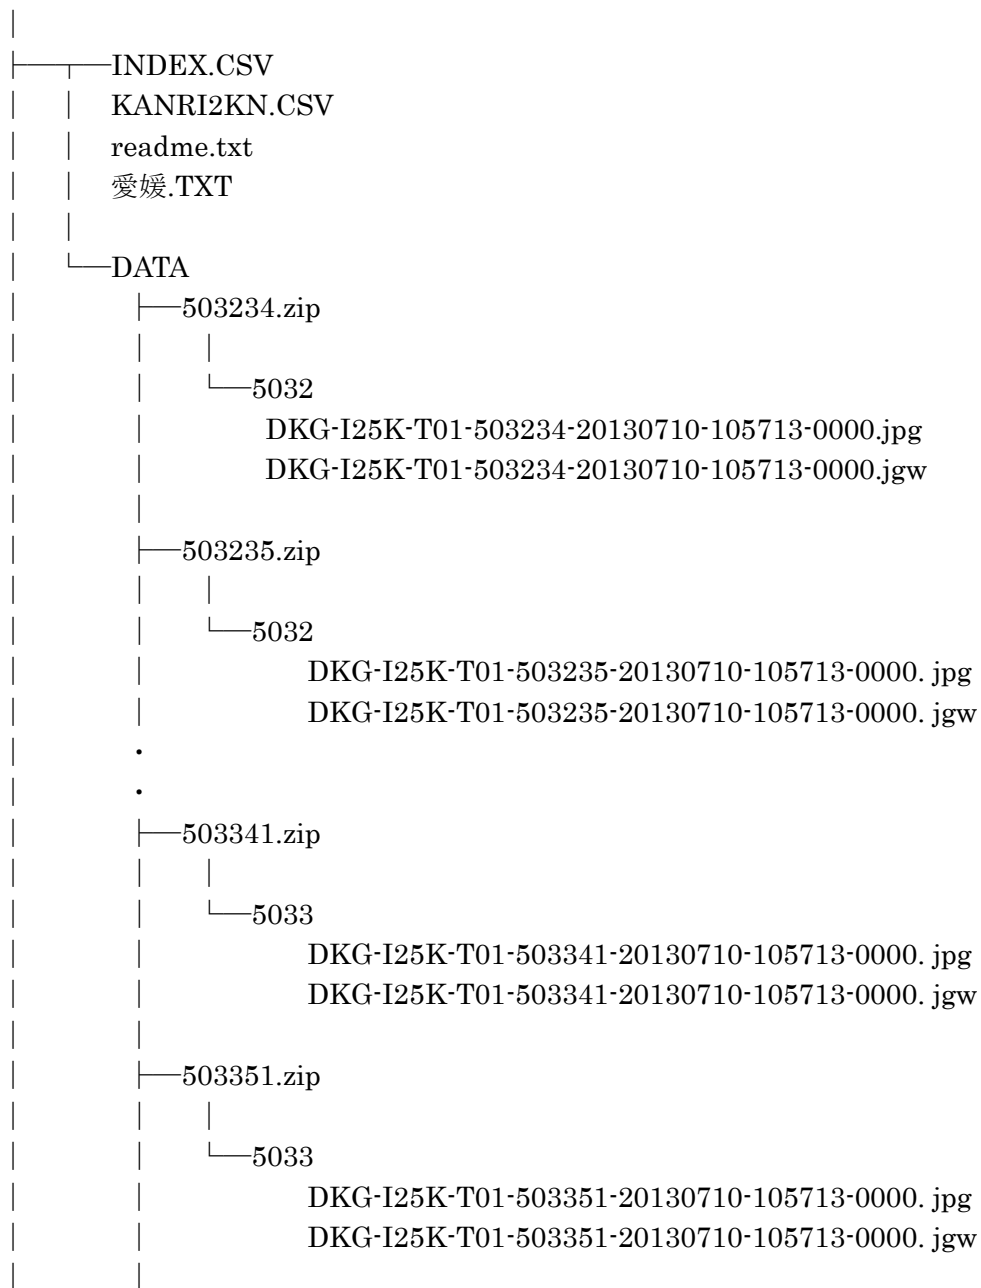 INDEX.CSV
KANRI2KN.CSV
readme.txt
愛媛.TXT
DATA
503234.zip
5032
DKG-I25K-T01-503234-20130710-105713-0000.jpg
DKG-I25K-T01-503234-20130710-105713-0000.jgw
503235.zip
5032
DKG-I25K-T01-503235-20130710-105713-0000. jpg
DKG-I25K-T01-503235-20130710-105713-0000. jgw
・
・
503341.zip
5033
DKG-I25K-T01-503341-20130710-105713-0000. jpg
DKG-I25K-T01-503341-20130710-105713-0000. jgw
503351.zip
5033
DKG-I25K-T01-503351-20130710-105713-0000. jpg
DKG-I25K-T01-503351-20130710-105713-0000. jgw